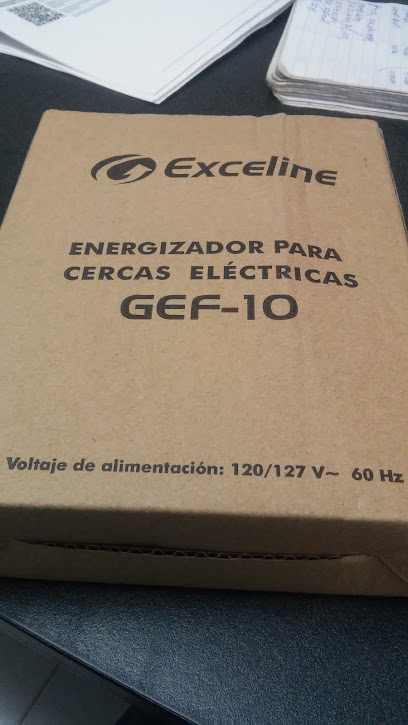 Exceline
ENERGIZADOR PARA
CERCAS ELÉCTRICAS
GEF-10
Voltaje de alimentación: 120/127 V~ 60 Hz